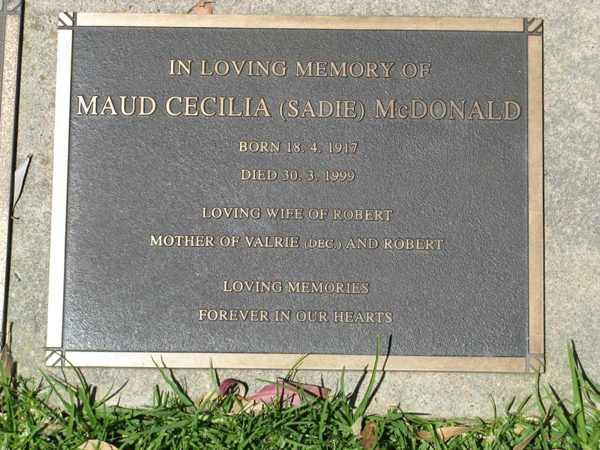 IN LOVING MEMORY OF
MAUD CECILIA (SADIE) McDONALD
BORN 18. 4. 1917
DIED 30. 3. 1999
LOVING WIFE OF ROBERT
MOTHER OF VALRIE (DEC.) AND ROBERT
LOVING MEMORIES
FOREVER IN OUR HEARTS